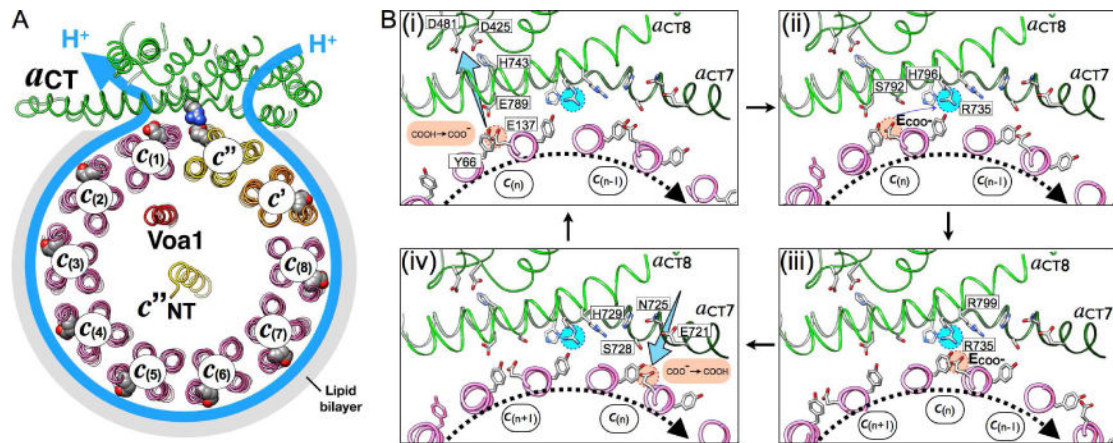 A
H+
H+
aCT
c(1)
c"
c(2)
c'
Voa1
c(3)
c(8)
c"NT
c(4)
c(7)
c(5)
c(6)
Lipid
bilayer
B
(i)
D481
D425
aCT8
H743
aCT7
E789
COOH→COO-
E137
Y66
C(n)
C(n-1)
(ii)
aCT8
H796
aCT7
S792
R735
Ecoo-
C(n)
C(n-1)
(iv)
aCT8
N725
H729
aCT7
E721
S728
COO-→COOH
C(n+1)
C(n)
(iii)
aCT8
R799
aCT7
R735
Ecoo-
C(n)
C(n+1)
C(n-1)